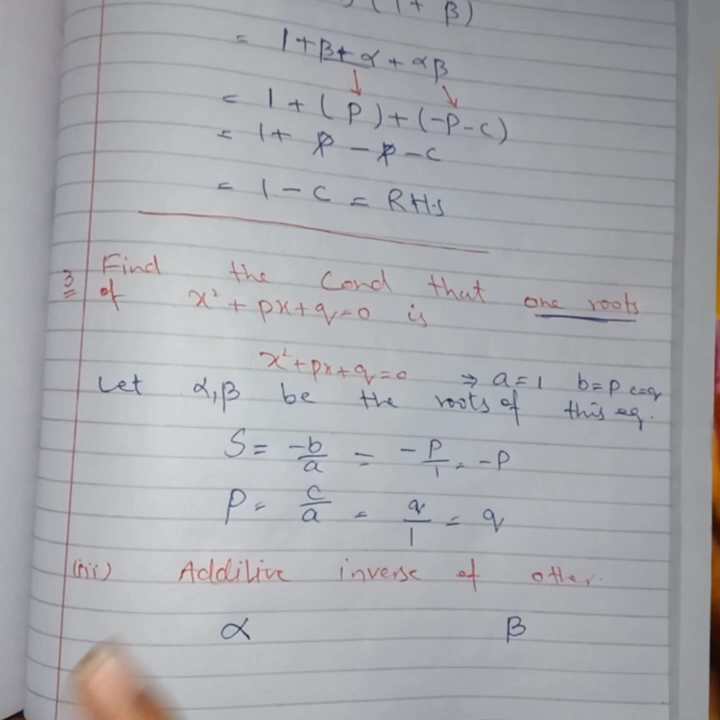 (1 + β)
= 1 + β + α + αβ
= 1 + (P) + (-P - C)
= 1 + P - P - C
= 1 - C = RHS
3 Find the Cond that one roots
of x² + px + q = 0 is
x² + px + q = 0 ⇒ a = 1 b = P c = q
Let α, β be the roots of this eq.
S = -b/a = -P/1 = -P
P = c/a = q/1 = q
(iii) Additive inverse of other.
α β